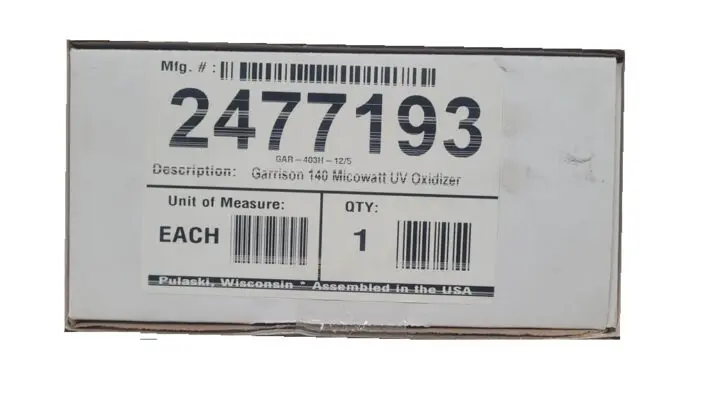 Mfg. # :
2477193
GAR-403H-12/5
Description: Garrison 140 Micowatt UV Oxidizer
Unit of Measure:
EACH
QTY:
1
Pulaski, Wisconsin * Assembled in the USA